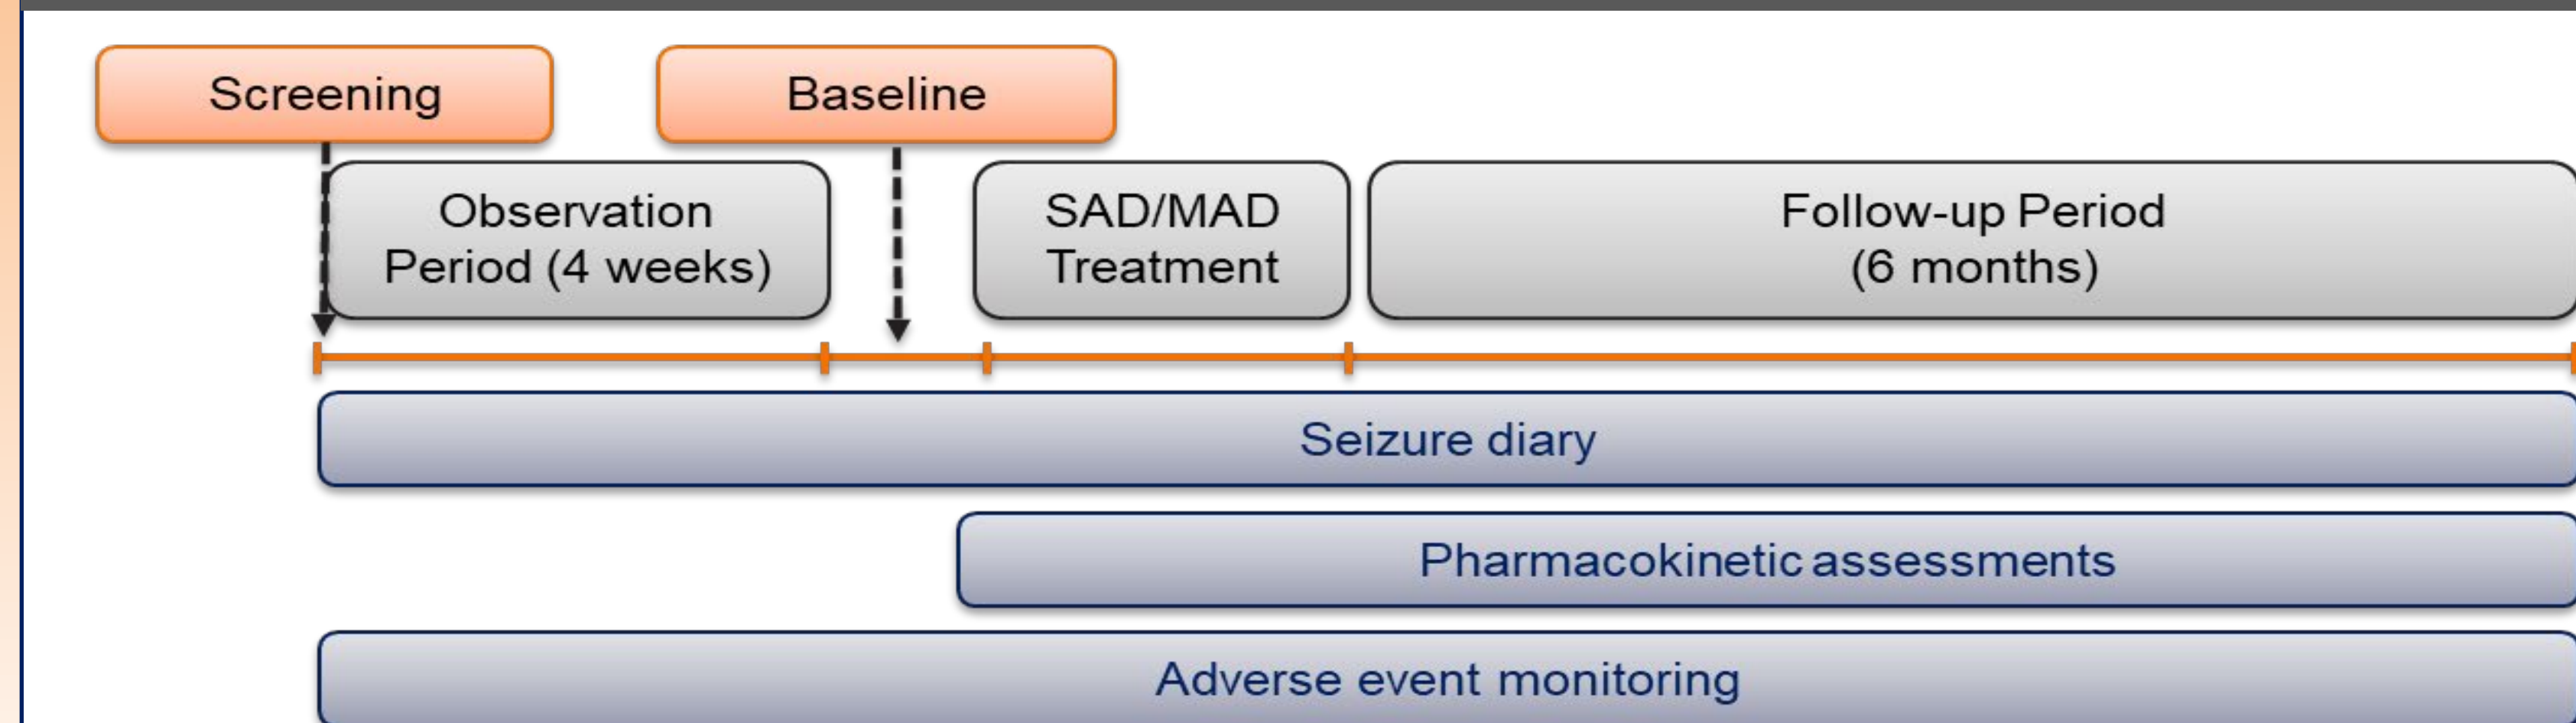 Screening
Baseline
Observation
Period (4 weeks)
SAD/MAD
Treatment
Follow-up Period
(6 months)
Seizure diary
Pharmacokinetic assessments
Adverse event monitoring